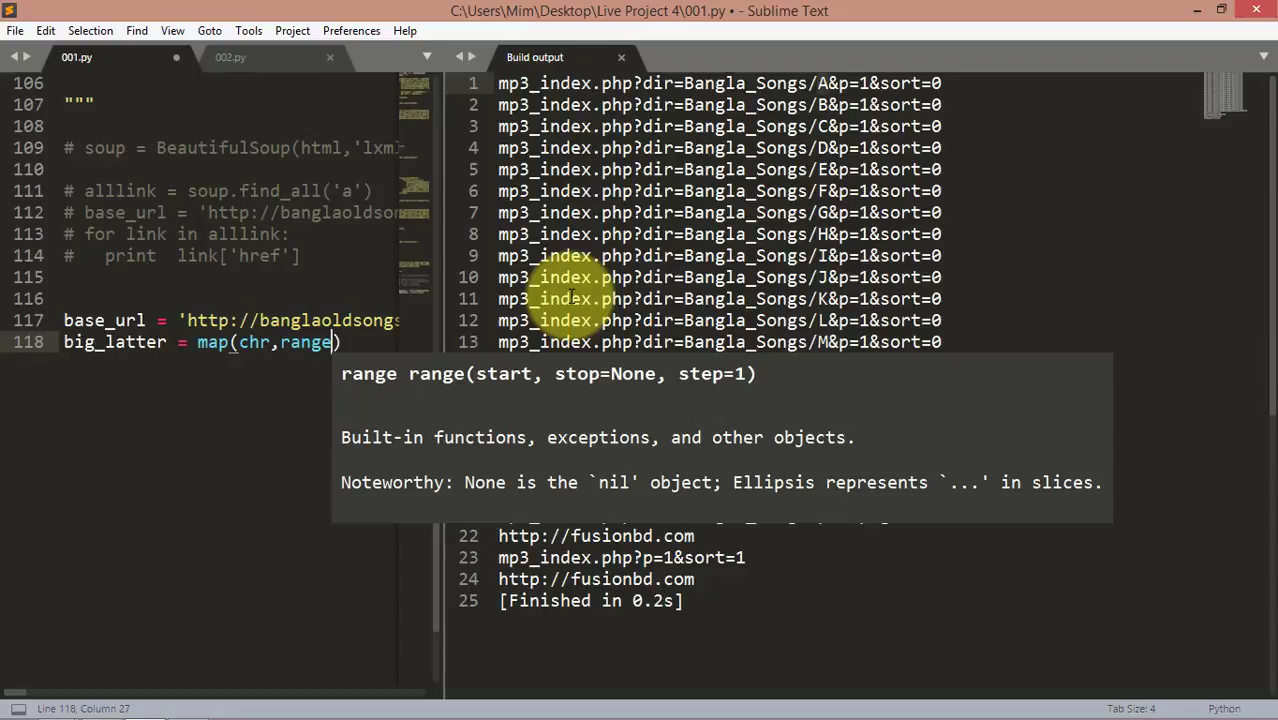 C:\Users\Mim\Desktop\Live Project 4\001.py • - Sublime Text
File Edit Selection Find View Goto Tools Project Preferences Help
001.py 002.py Build output
106
107 """
108
109 # soup = BeautifulSoup(html,'lxml
110
111 # alllink = soup.find_all('a')
112 # base_url = 'http://banglaoldson
113 # for link in alllink:
114 # print link['href']
115
116
117 base_url = 'http://banglaoldsongs
118 big_latter = map(chr,range)
1 mp3_index.php?dir=Bangla_Songs/A&p=1&sort=0
2 mp3_index.php?dir=Bangla_Songs/B&p=1&sort=0
3 mp3_index.php?dir=Bangla_Songs/C&p=1&sort=0
4 mp3_index.php?dir=Bangla_Songs/D&p=1&sort=0
5 mp3_index.php?dir=Bangla_Songs/E&p=1&sort=0
6 mp3_index.php?dir=Bangla_Songs/F&p=1&sort=0
7 mp3_index.php?dir=Bangla_Songs/G&p=1&sort=0
8 mp3_index.php?dir=Bangla_Songs/H&p=1&sort=0
9 mp3_index.php?dir=Bangla_Songs/I&p=1&sort=0
10 mp3_index.php?dir=Bangla_Songs/J&p=1&sort=0
11 mp3_index.php?dir=Bangla_Songs/K&p=1&sort=0
12 mp3_index.php?dir=Bangla_Songs/L&p=1&sort=0
13 mp3_index.php?dir=Bangla_Songs/M&p=1&sort=0
range range(start, stop=None, step=1)
Built-in functions, exceptions, and other objects.
Noteworthy: None is the `nil' object; Ellipsis represents `...' in slices.
22 http://fusionbd.com
23 mp3_index.php?p=1&sort=1
24 http://fusionbd.com
25 [Finished in 0.2s]
Line 118, Column 27 Tab Size: 4 Python